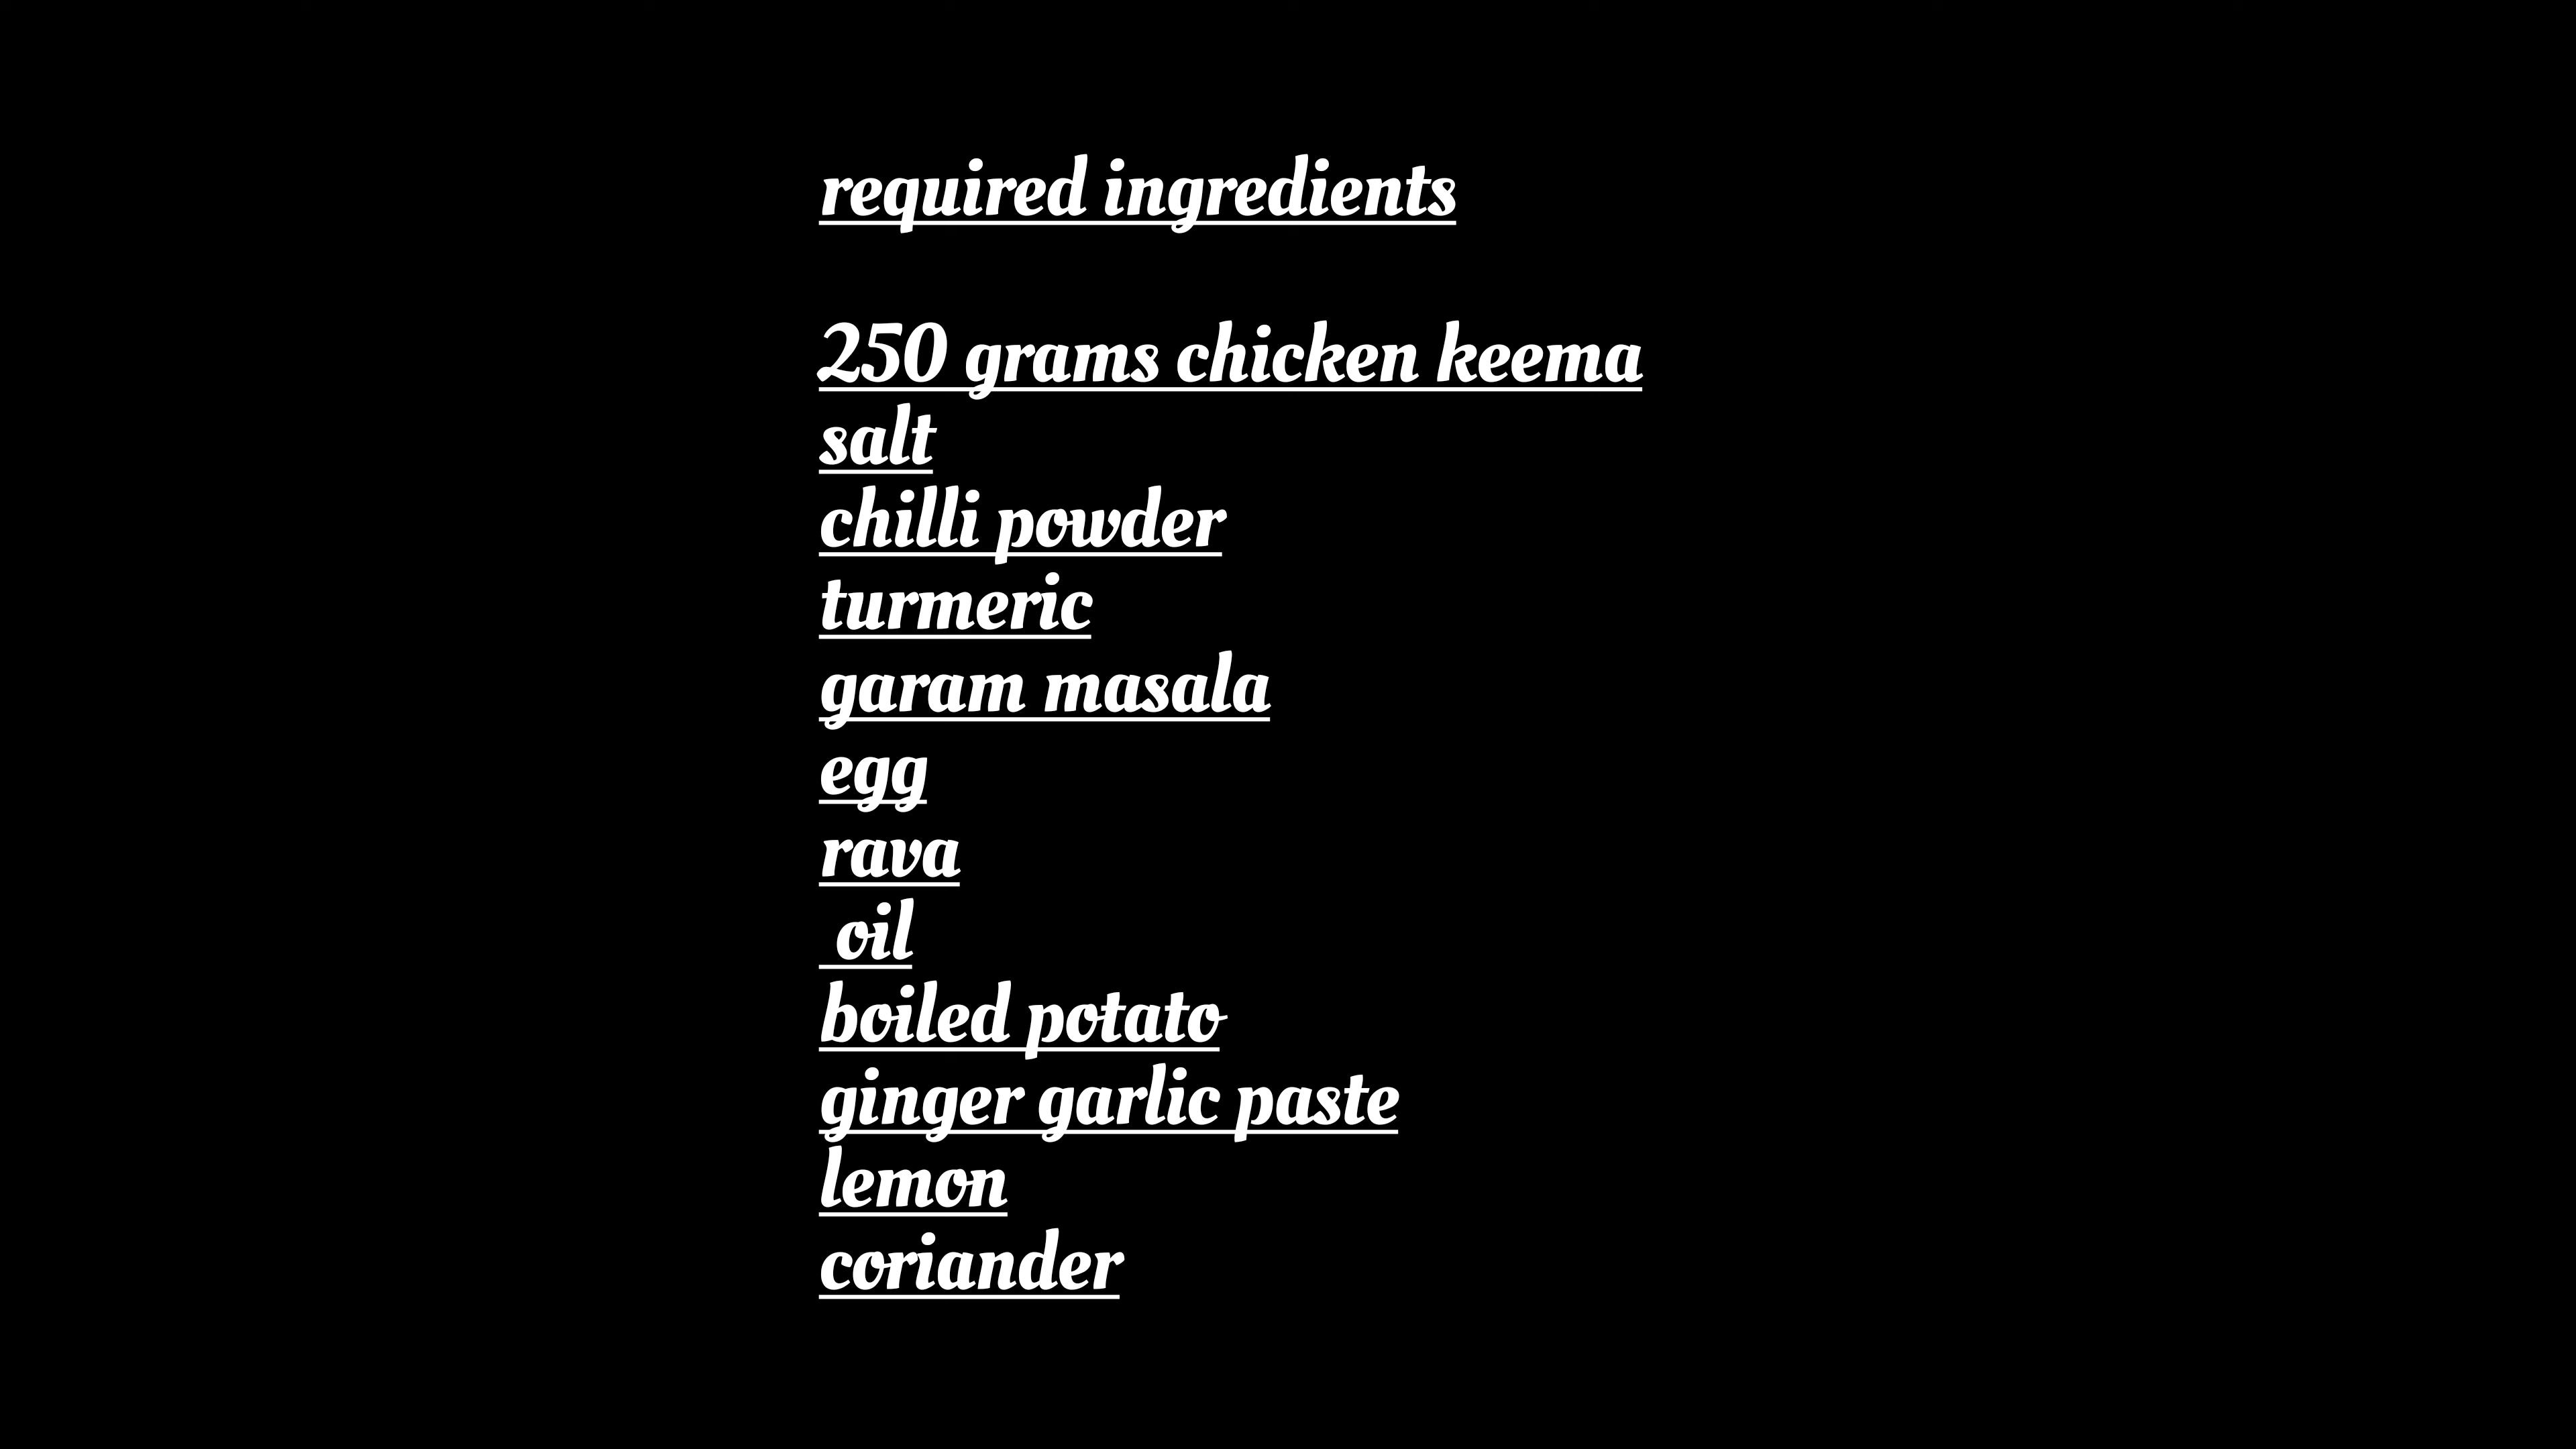 required ingredients
250 grams chicken keema
salt
chilli powder
turmeric
garam masala
egg
rava
oil
boiled potato
ginger garlic paste
lemon
coriander